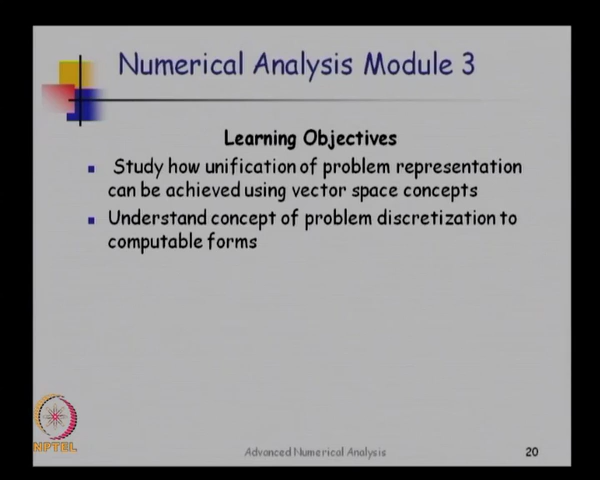 Numerical Analysis Module 3
Learning Objectives
Study how unification of problem representation
can be achieved using vector space concepts
Understand concept of problem discretization to
computable forms
NPTEL
Advanced Numerical Analysis
20